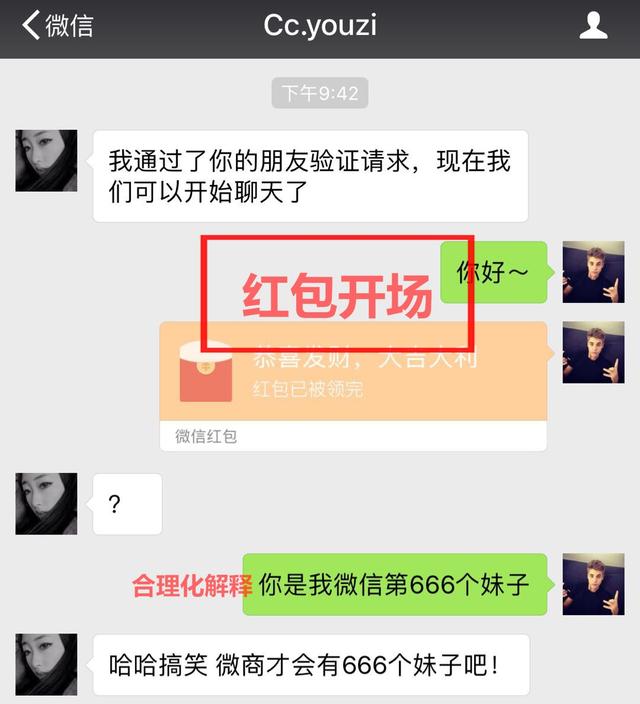 微信
Cc.youzi
下午9:42
我通过了你的朋友验证请求，现在我
们可以开始聊天了
你好～
红包开场
恭喜发财，大吉大利
红包已被领完
微信红包
?
合理化解释
你是我微信第666个妹子
哈哈搞笑 微商才会有666个妹子吧！